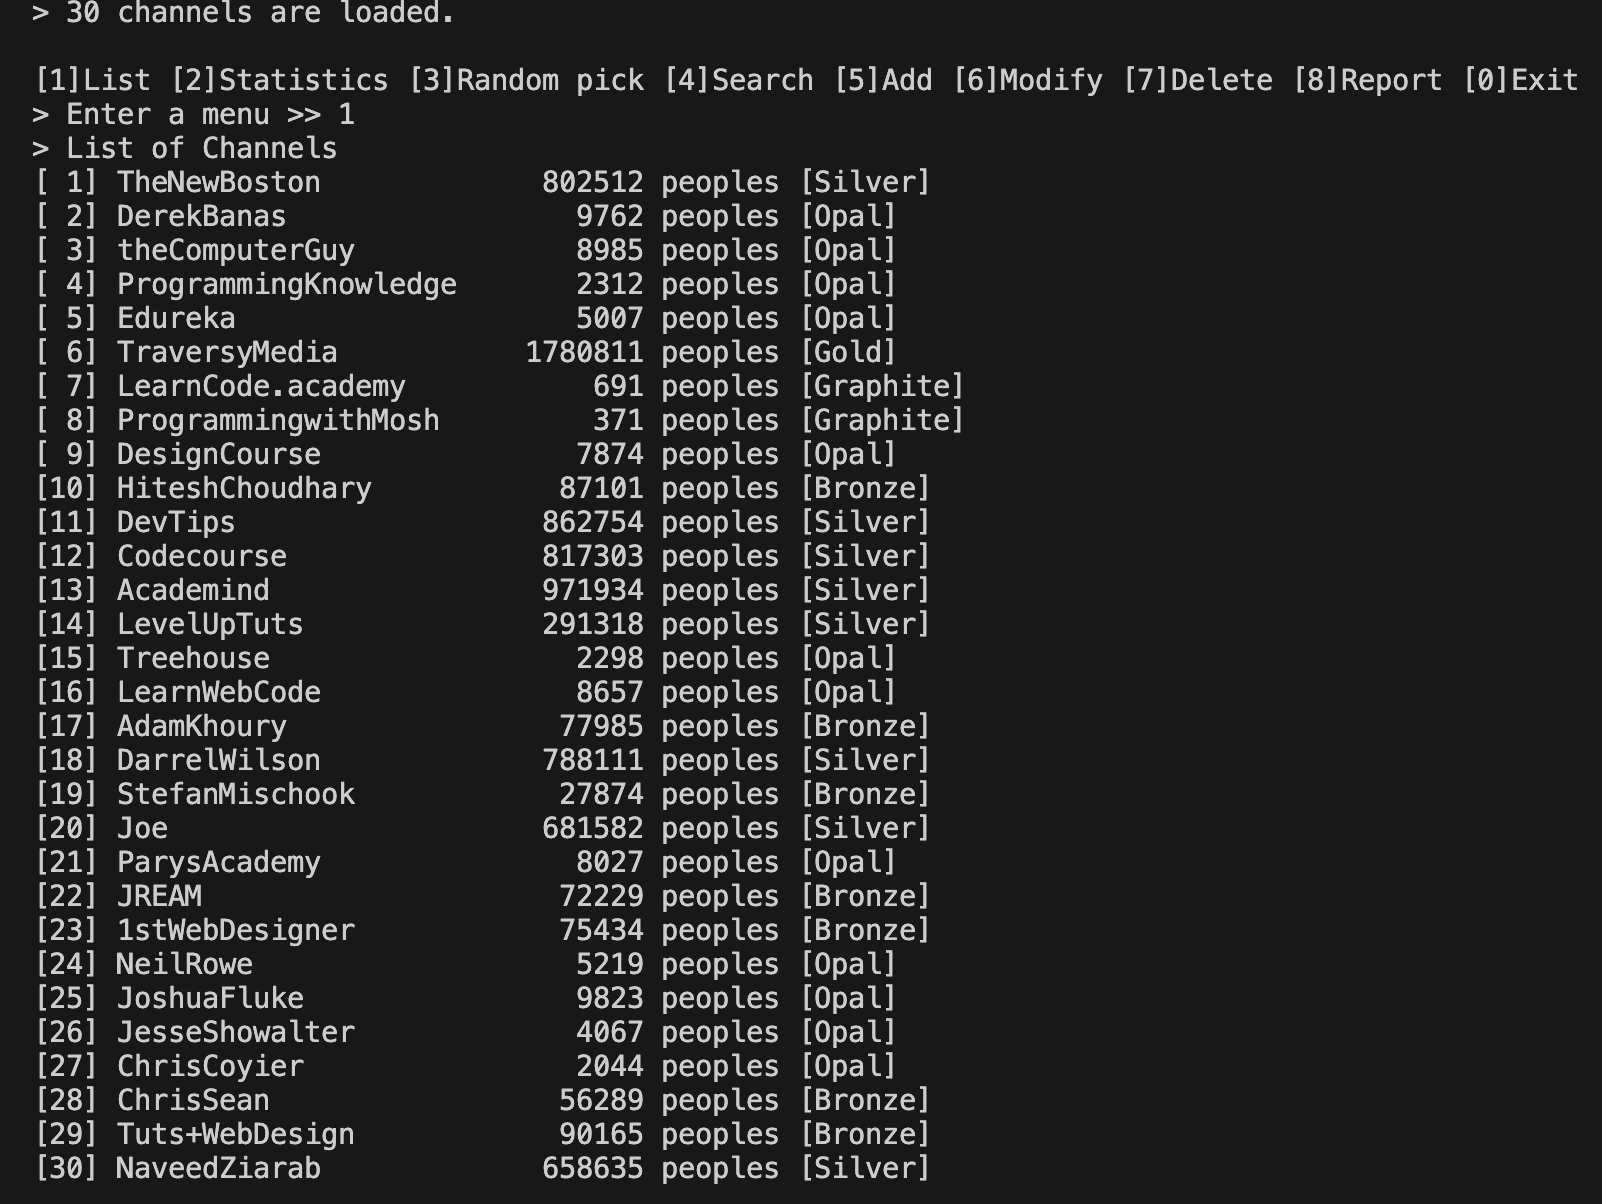 > 30 channels are loaded.
[1]List [2]Statistics [3]Random pick [4]Search [5]Add [6]Modify [7]Delete [8]Report [0]Exit
> Enter a menu >> 1
> List of Channels
[ 1] TheNewBoston             802512 peoples [Silver]
[ 2] DerekBanas                 9762 peoples [Opal]
[ 3] theComputerGuy             8985 peoples [Opal]
[ 4] ProgrammingKnowledge       2312 peoples [Opal]
[ 5] Edureka                    5007 peoples [Opal]
[ 6] TraversyMedia           1780811 peoples [Gold]
[ 7] LearnCode.academy           691 peoples [Graphite]
[ 8] ProgrammingwithMosh         371 peoples [Graphite]
[ 9] DesignCourse               7874 peoples [Opal]
[10] HiteshChoudhary           87101 peoples [Bronze]
[11] DevTips                  862754 peoples [Silver]
[12] Codecourse               817303 peoples [Silver]
[13] Academind                971934 peoples [Silver]
[14] LevelUpTuts              291318 peoples [Silver]
[15] Treehouse                  2298 peoples [Opal]
[16] LearnWebCode               8657 peoples [Opal]
[17] AdamKhoury                77985 peoples [Bronze]
[18] DarrelWilson             788111 peoples [Silver]
[19] StefanMischook            27874 peoples [Bronze]
[20] Joe                      681582 peoples [Silver]
[21] ParysAcademy               8027 peoples [Opal]
[22] JREAM                     72229 peoples [Bronze]
[23] 1stWebDesigner            75434 peoples [Bronze]
[24] NeilRowe                   5219 peoples [Opal]
[25] JoshuaFluke                9823 peoples [Opal]
[26] JesseShowalter             4067 peoples [Opal]
[27] ChrisCoyier                2044 peoples [Opal]
[28] ChrisSean                 56289 peoples [Bronze]
[29] Tuts+WebDesign            90165 peoples [Bronze]
[30] NaveedZiarab             658635 peoples [Silver]